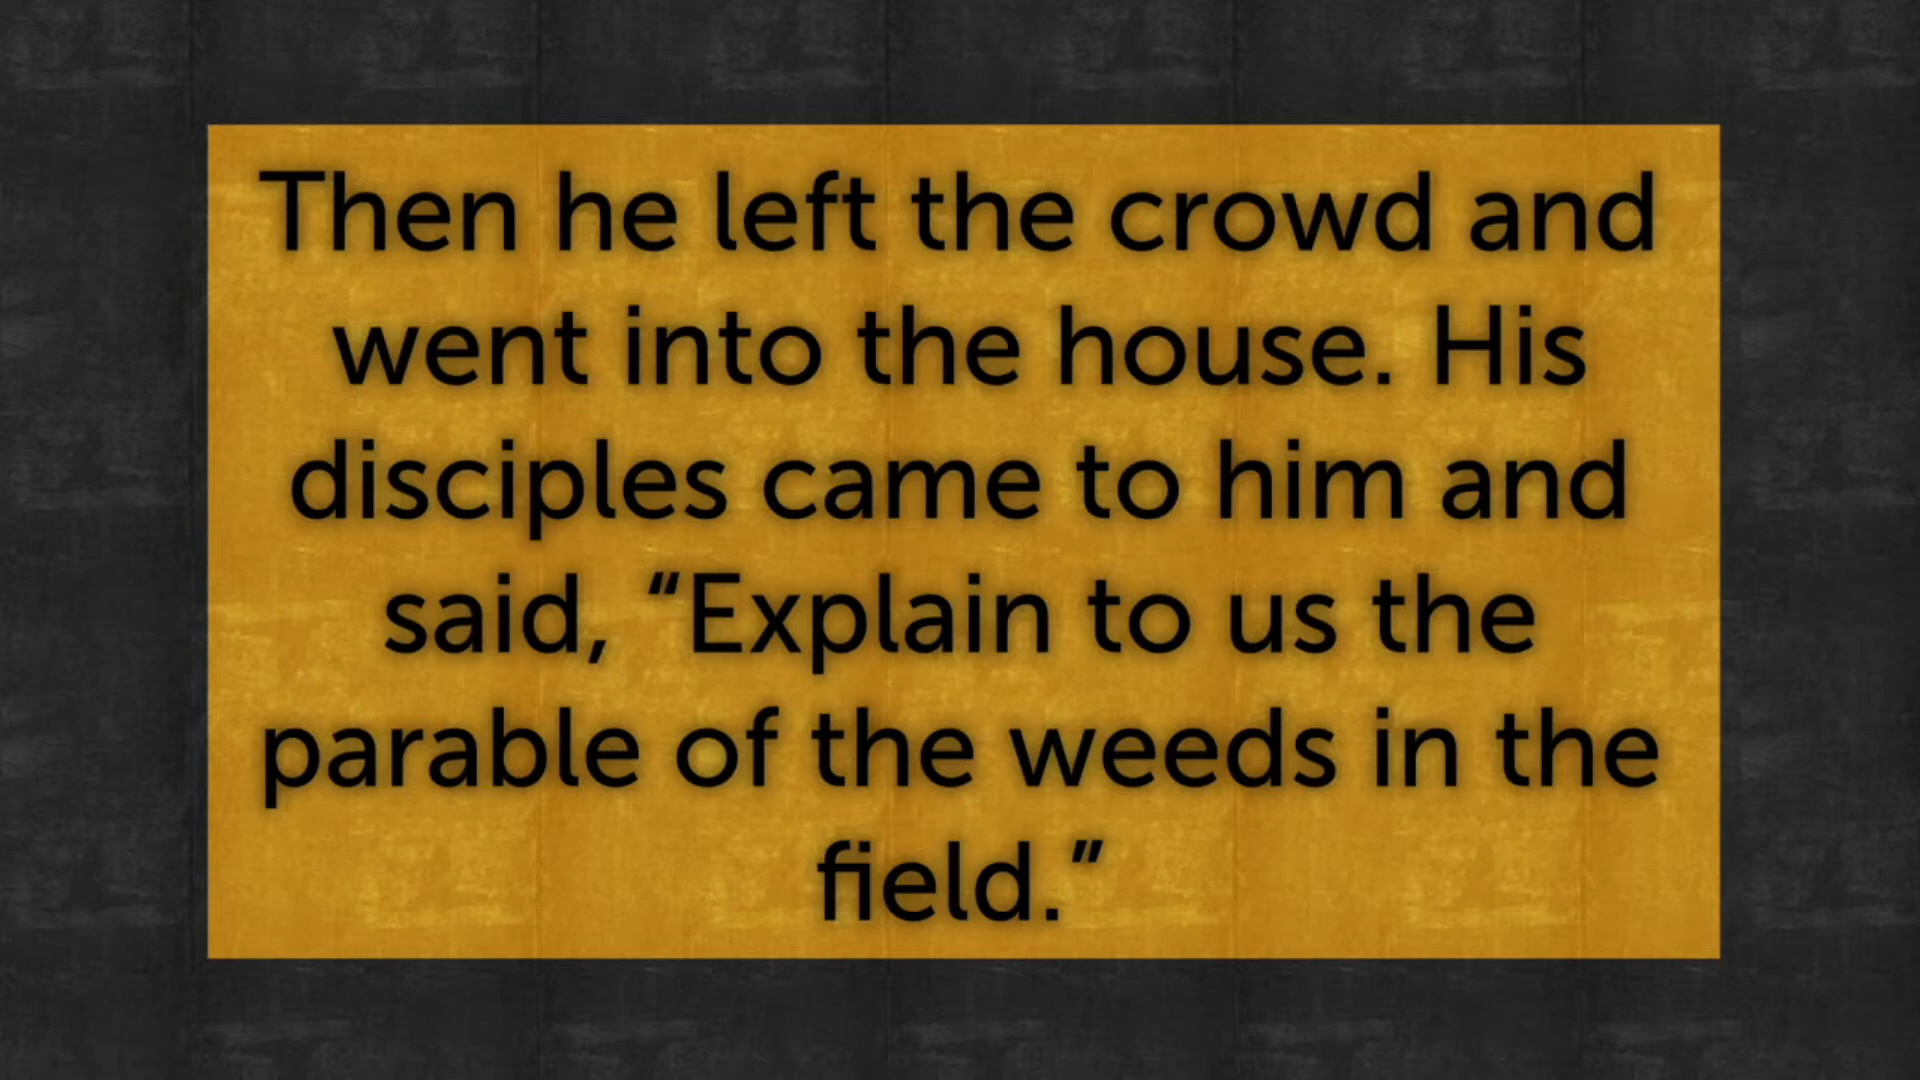 Then he left the crowd and
went into the house. His
disciples came to him and
said, “Explain to us the
parable of the weeds in the
field.”